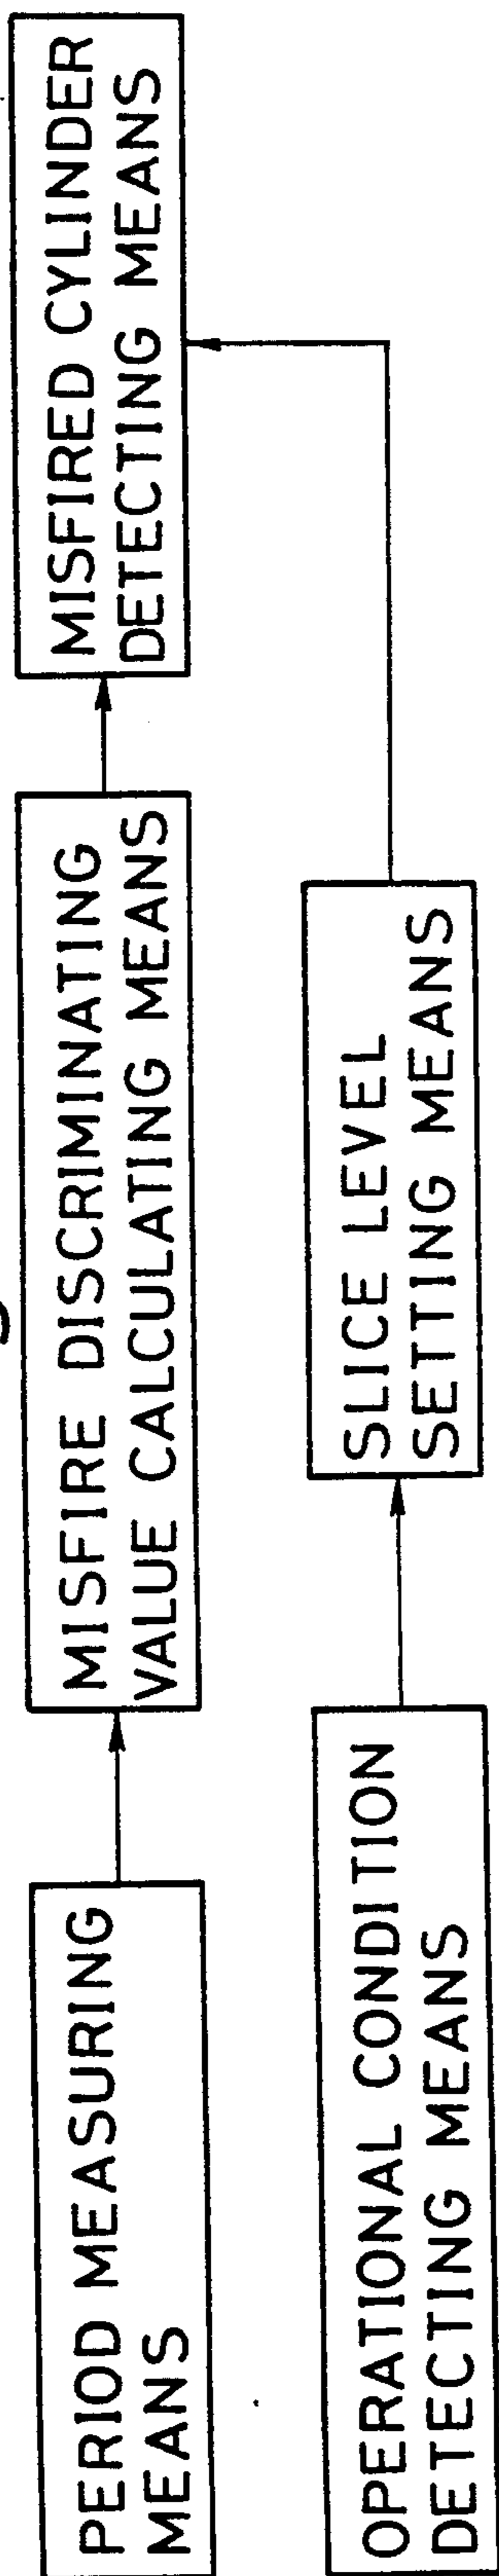 PERIOD MEASURING
MEANS
MISFIRE DISCRIMINATING
VALUE CALCULATING MEANS
MISFIRED CYLINDER
DETECTING MEANS
OPERATIONAL CONDITION
DETECTING MEANS
SLICE LEVEL
SETTING MEANS